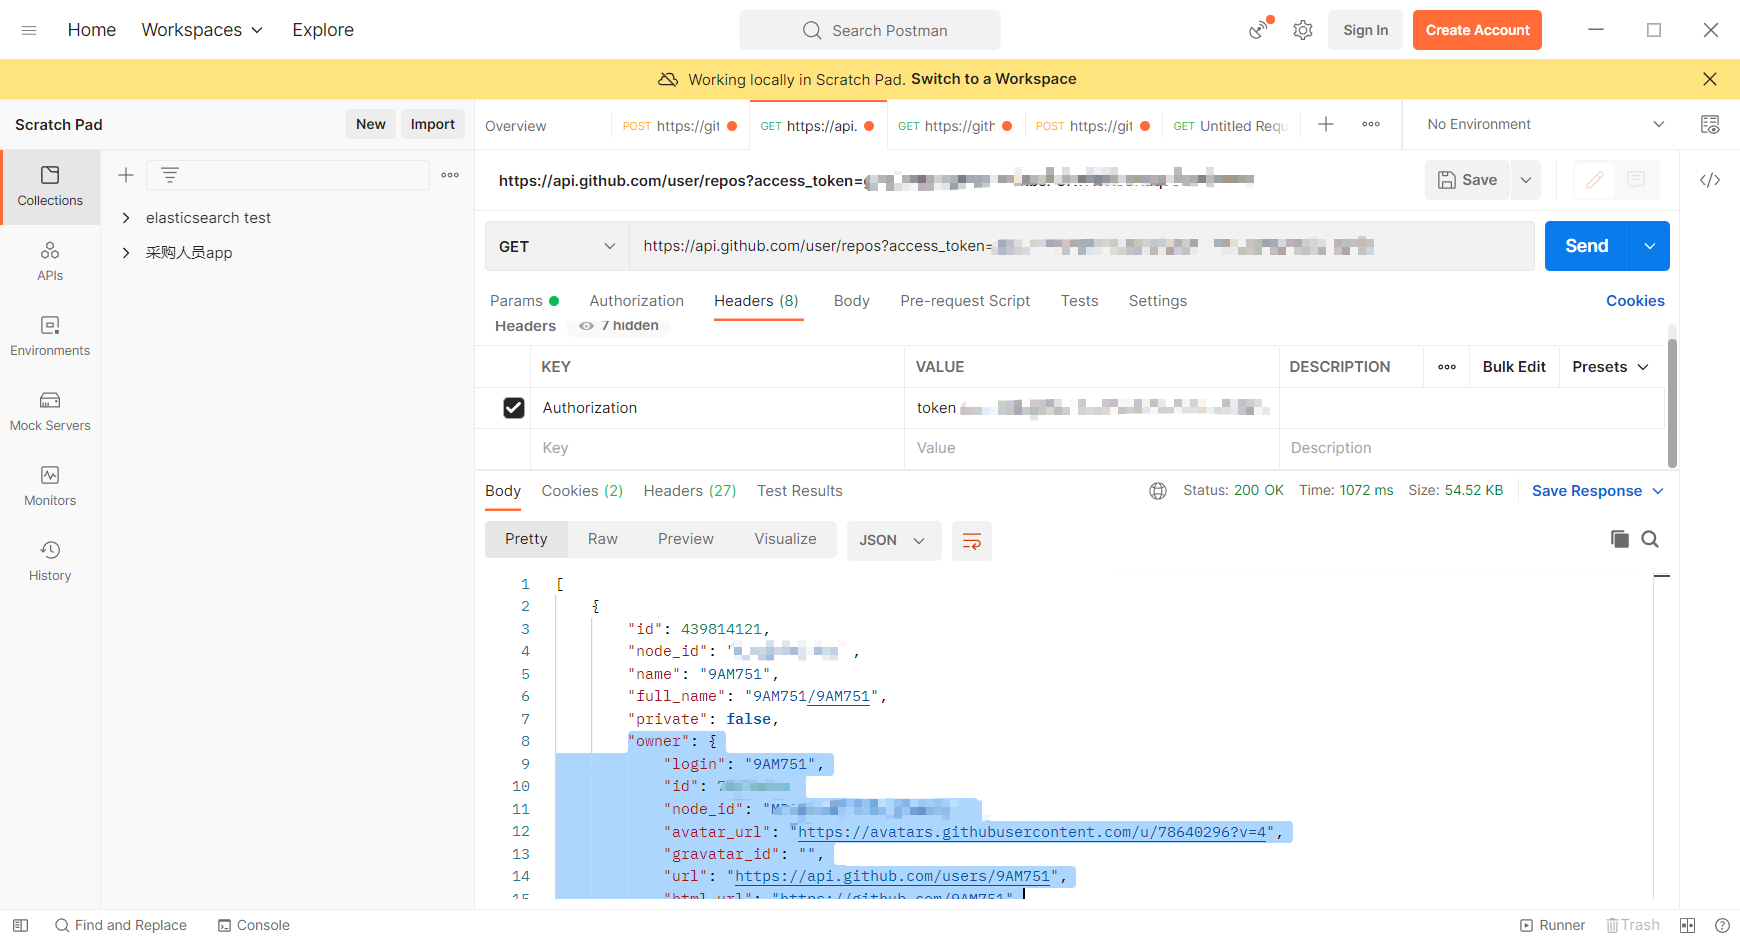 Home Workspaces Explore Search Postman Sign In Create Account
Working locally in Scratch Pad. Switch to a Workspace
Scratch Pad New Import
Overview POST https://git GET https://api. GET https://gith POST https://git GET Untitled Requ No Environment
Collections
APIs
Environments
Mock Servers
Monitors
History
elasticsearch test
采购人员app
https://api.github.com/user/repos?access_token= Save
GET https://api.github.com/user/repos?access_token= Send
Params Authorization Headers (8) Body Pre-request Script Tests Settings Cookies
Headers 7 hidden
KEY VALUE DESCRIPTION Bulk Edit Presets
Authorization token
Key Value Description
Body Cookies (2) Headers (27) Test Results Status: 200 OK Time: 1072 ms Size: 54.52 KB Save Response
Pretty Raw Preview Visualize JSON
1 [
2 {
3 "id": 439814121,
4 "node_id": " ,
5 "name": "9AM751",
6 "full_name": "9AM751/9AM751",
7 "private": false,
8 "owner": {
9 "login": "9AM751",
10 "id": 7
11 "node_id": "
12 "avatar_url": "https://avatars.githubusercontent.com/u/78640296?v=4",
13 "gravatar_id": "",
14 "url": "https://api.github.com/users/9AM751",
15 "html_url": "https://github.com/9AM751",
Find and Replace Console Runner Trash